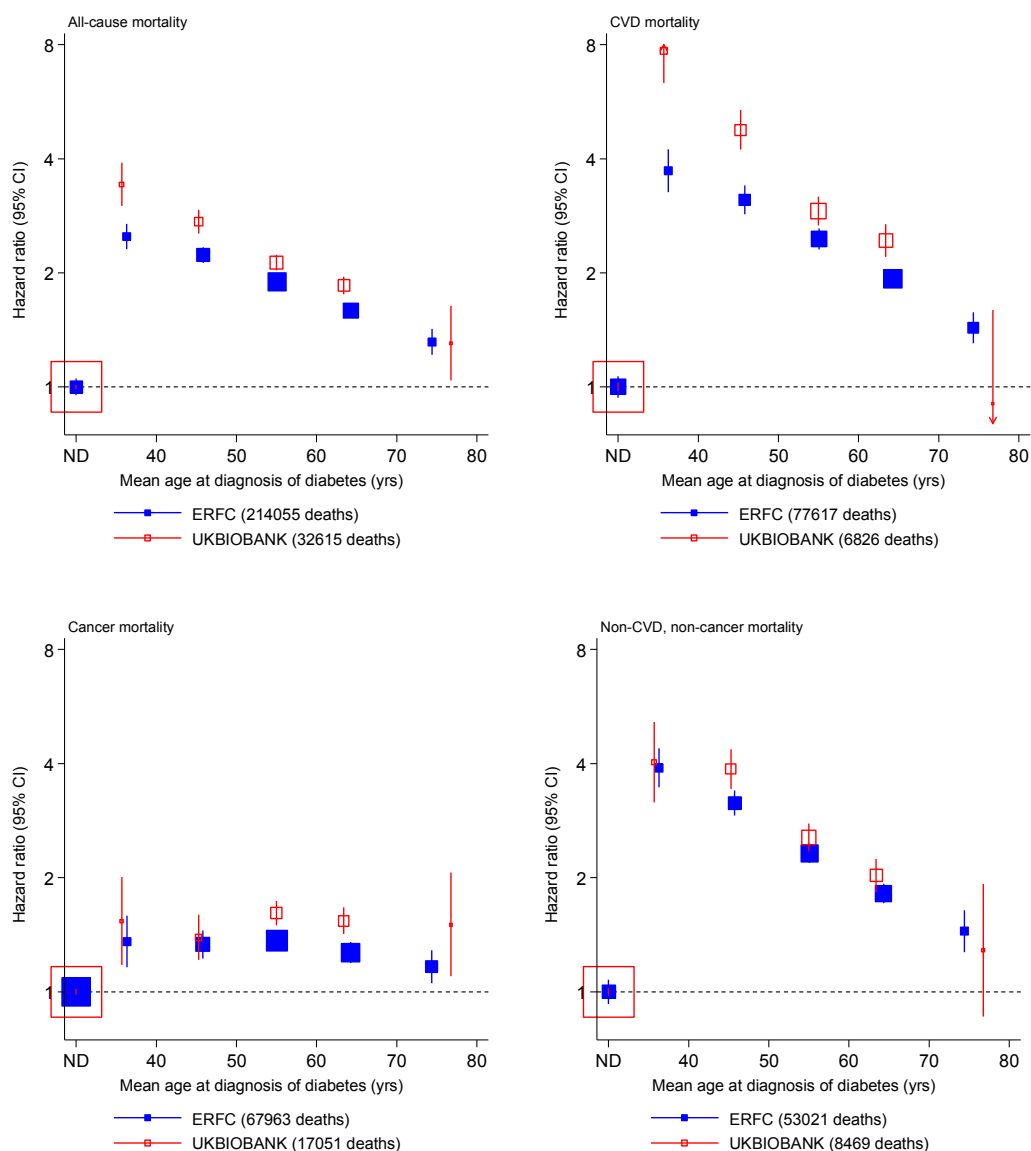 All-cause mortality
8
4
2
1
Hazard ratio (95% CI)
ND 40 50 60 70 80
Mean age at diagnosis of diabetes (yrs)
ERFC (214055 deaths)
UKBIOBANK (32615 deaths)
CVD mortality
8
4
2
1
Hazard ratio (95% CI)
ND 40 50 60 70 80
Mean age at diagnosis of diabetes (yrs)
ERFC (77617 deaths)
UKBIOBANK (6826 deaths)
Cancer mortality
8
4
2
1
Hazard ratio (95% CI)
ND 40 50 60 70 80
Mean age at diagnosis of diabetes (yrs)
ERFC (67963 deaths)
UKBIOBANK (17051 deaths)
Non-CVD, non-cancer mortality
8
4
2
1
Hazard ratio (95% CI)
ND 40 50 60 70 80
Mean age at diagnosis of diabetes (yrs)
ERFC (53021 deaths)
UKBIOBANK (8469 deaths)